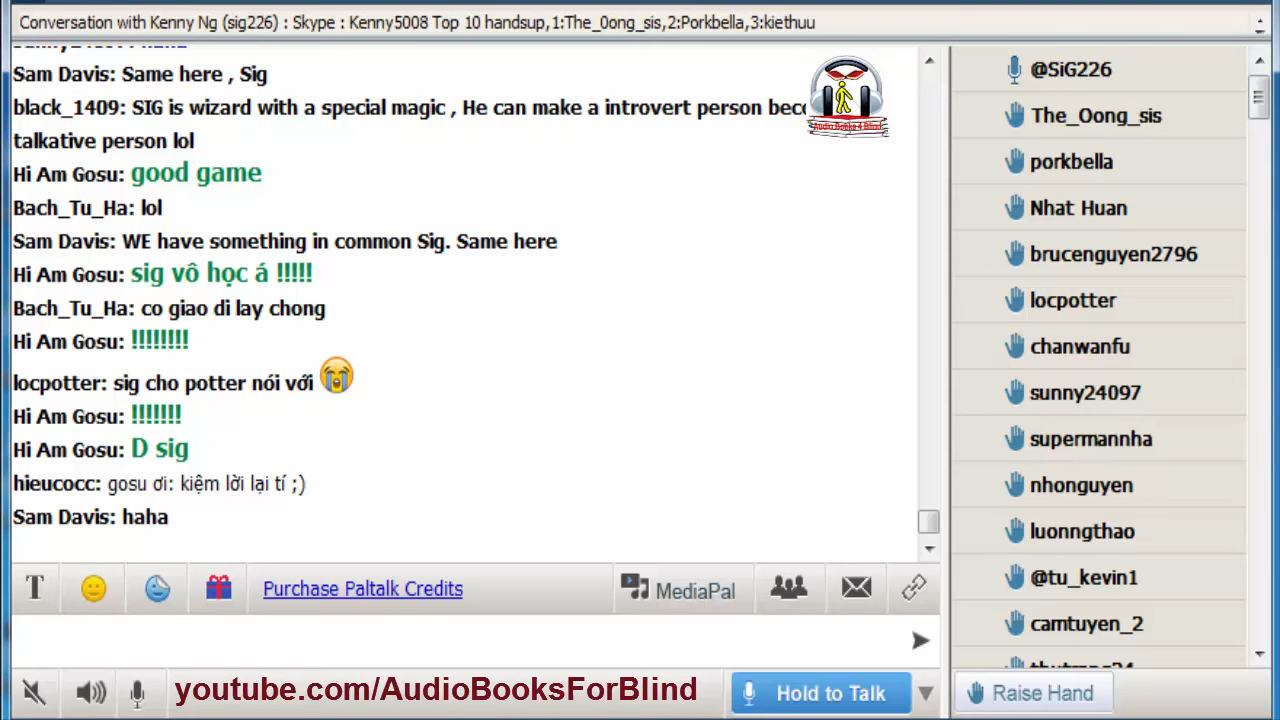 Conversation with Kenny Ng (sig226) : Skype : Kenny5008 Top 10 handsup,1:The_0ong_sis,2:Porkbella,3:kiethuu
Sam Davis: Same here , Sig
black_1409: SIG is wizard with a special magic , He can make a introvert person
talkative person lol
Hi Am Gosu: good game
Bach_Tu_Ha: lol
Sam Davis: WE have something in common Sig. Same here
Hi Am Gosu: sig vô học á !!!!!
Bach_Tu_Ha: co giao di lay chong
Hi Am Gosu: !!!!!!!!
locpotter: sig cho potter nói với
Hi Am Gosu: !!!!!!!
Hi Am Gosu: D sig
hieucocc: gosu ơi: kiệm lời lại tí ;)
Sam Davis: haha
Audio Books 4 Blind
@SiG226
The_Oong_sis
porkbella
Nhat Huan
brucenguyen2796
locpotter
chanwanfu
sunny24097
supermannha
nhonguyen
luonngthao
@tu_kevin1
camtuyen_2
T
Purchase Paltalk Credits
MediaPal
youtube.com/AudioBooksForBlind
Hold to Talk
Raise Hand